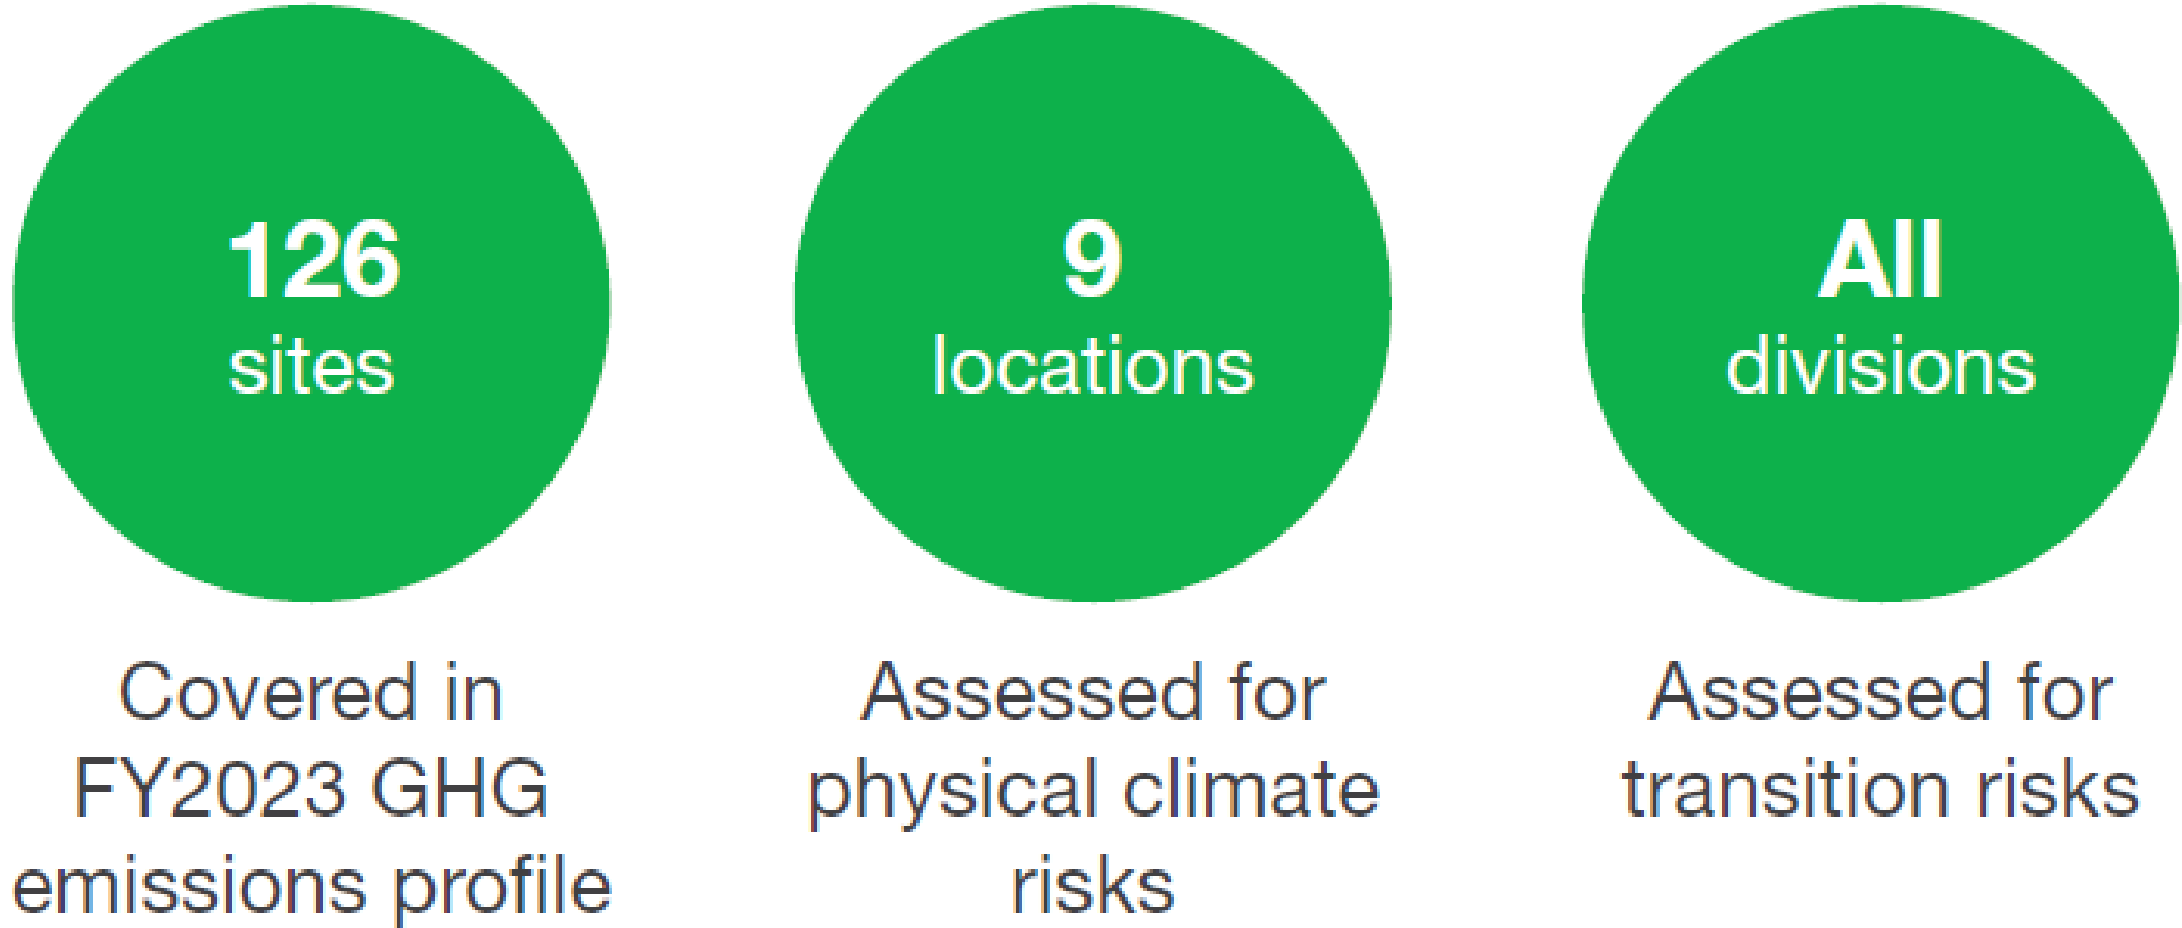 126
sites
Covered in
FY2023 GHG
emissions profile
9
locations
Assessed for
physical climate
risks
All
divisions
Assessed for
transition risks